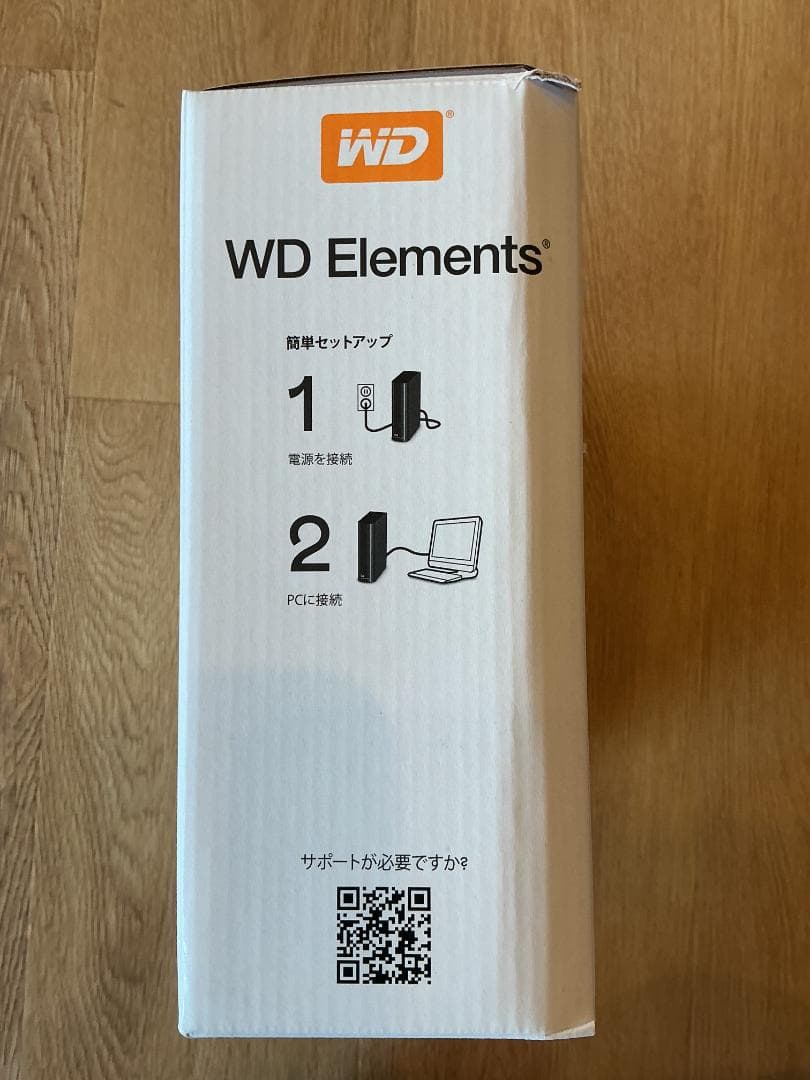 WD®
WD Elements®
簡単セットアップ
1
電源を接続
2
PCに接続
サポートが必要ですか?